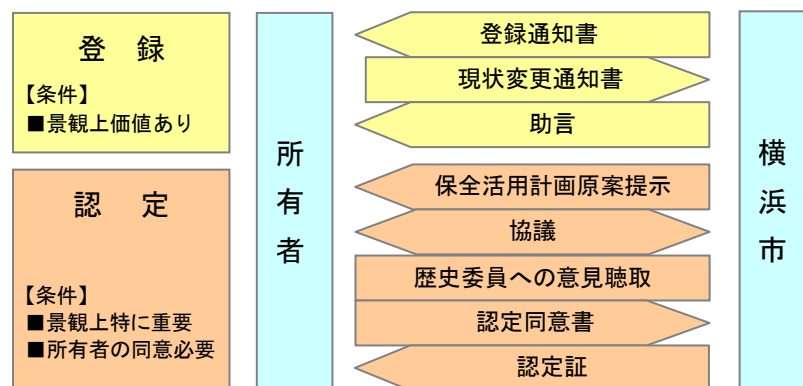 登 録
【条件】
■景観上価値あり
認 定
【条件】
■景観上特に重要
■所有者の同意必要
所有者
登録通知書
現状変更通知書
助言
保全活用計画原案提示
協議
歴史委員への意見聴取
認定同意書
認定証
横浜市